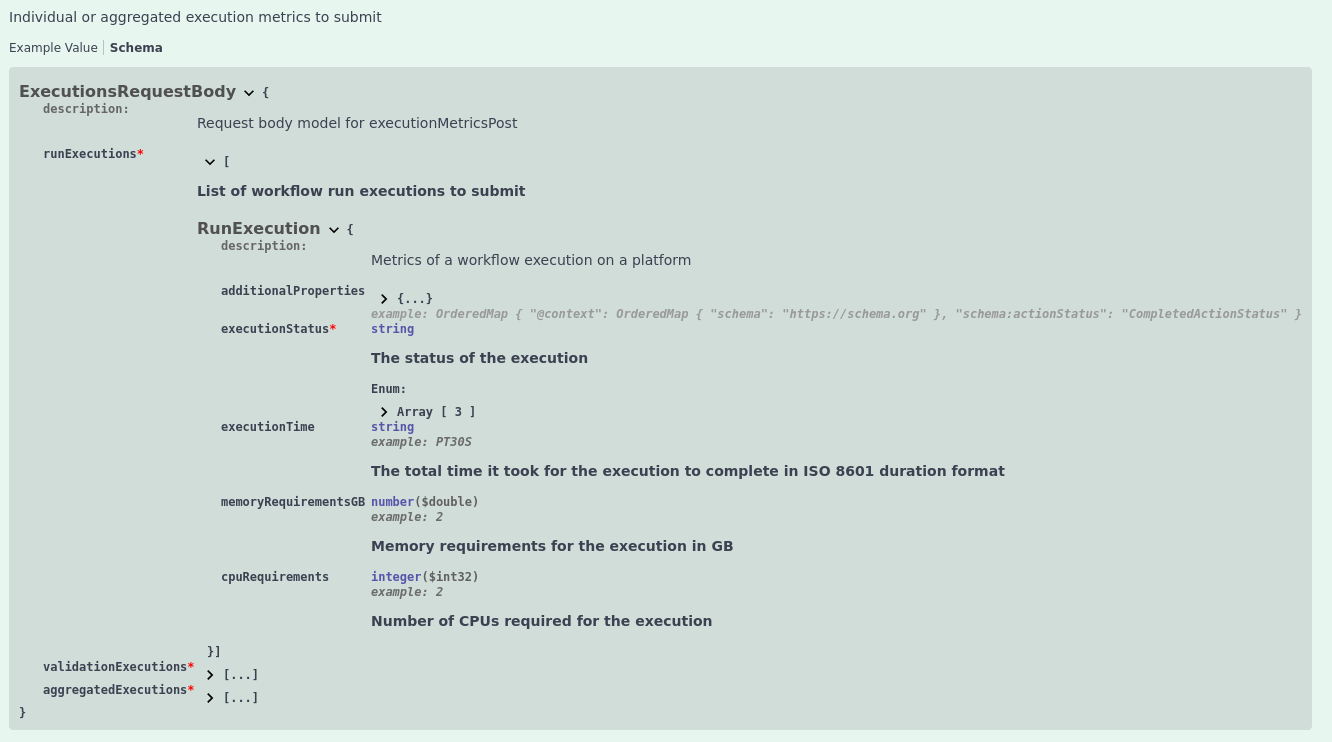 Individual or aggregated execution metrics to submit
Example Value Schema
ExecutionsRequestBody {
description:
Request body model for executionMetricsPost
runExecutions*
[
List of workflow run executions to submit
RunExecution {
description:
Metrics of a workflow execution on a platform
additionalProperties {...}
example: OrderedMap { "@context": OrderedMap { "schema": "https://schema.org" }, "schema:actionStatus": "CompletedActionStatus" }
executionStatus* string
The status of the execution
Enum:
Array [ 3 ]
executionTime string
example: PT30S
The total time it took for the execution to complete in ISO 8601 duration format
memoryRequirementsGB number($double)
example: 2
Memory requirements for the execution in GB
cpuRequirements integer($int32)
example: 2
Number of CPUs required for the execution
}]
validationExecutions* [...]
aggregatedExecutions* [...]
}